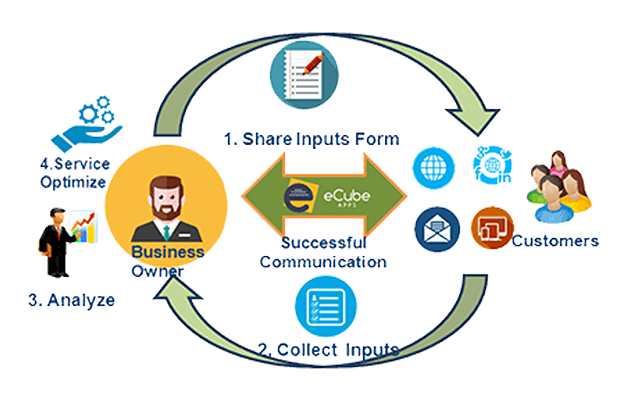 1. Share Inputs Form
4.Service
Optimize
eCube
APPS
Business
Owner
Successful
Communication
Customers
3. Analyze
2. Collect Inputs